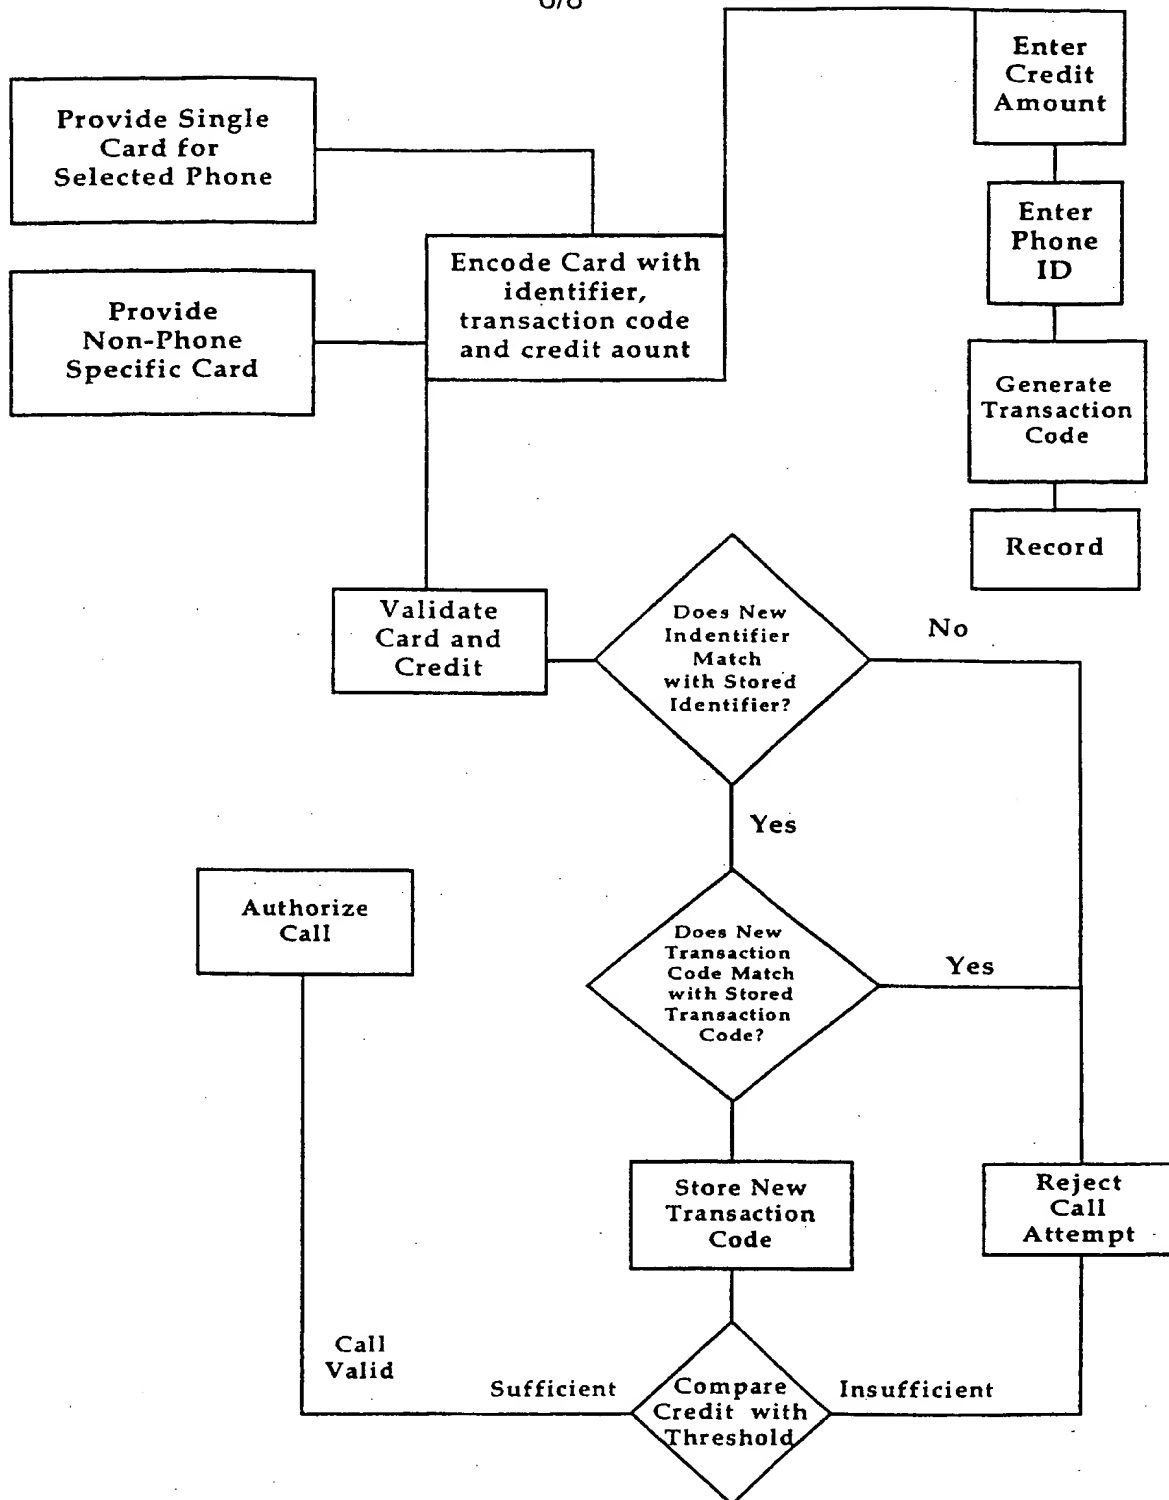 6/8
Enter
Credit
Amount
Provide Single
Card for
Selected Phone
Enter
Phone
ID
Encode Card with
identifier,
transaction code
and credit aount
Provide
Non-Phone
Specific Card
Generate
Transaction
Code
Record
Validate
Card and
Credit
Does New
Indentifier
Match
with Stored
Identifier?
No
Yes
Authorize
Call
Does New
Transaction
Code Match
with Stored
Transaction
Code?
Yes
Store New
Transaction
Code
Reject
Call
Attempt
Call
Valid
Sufficient
Compare
Credit with
Threshold
Insufficient